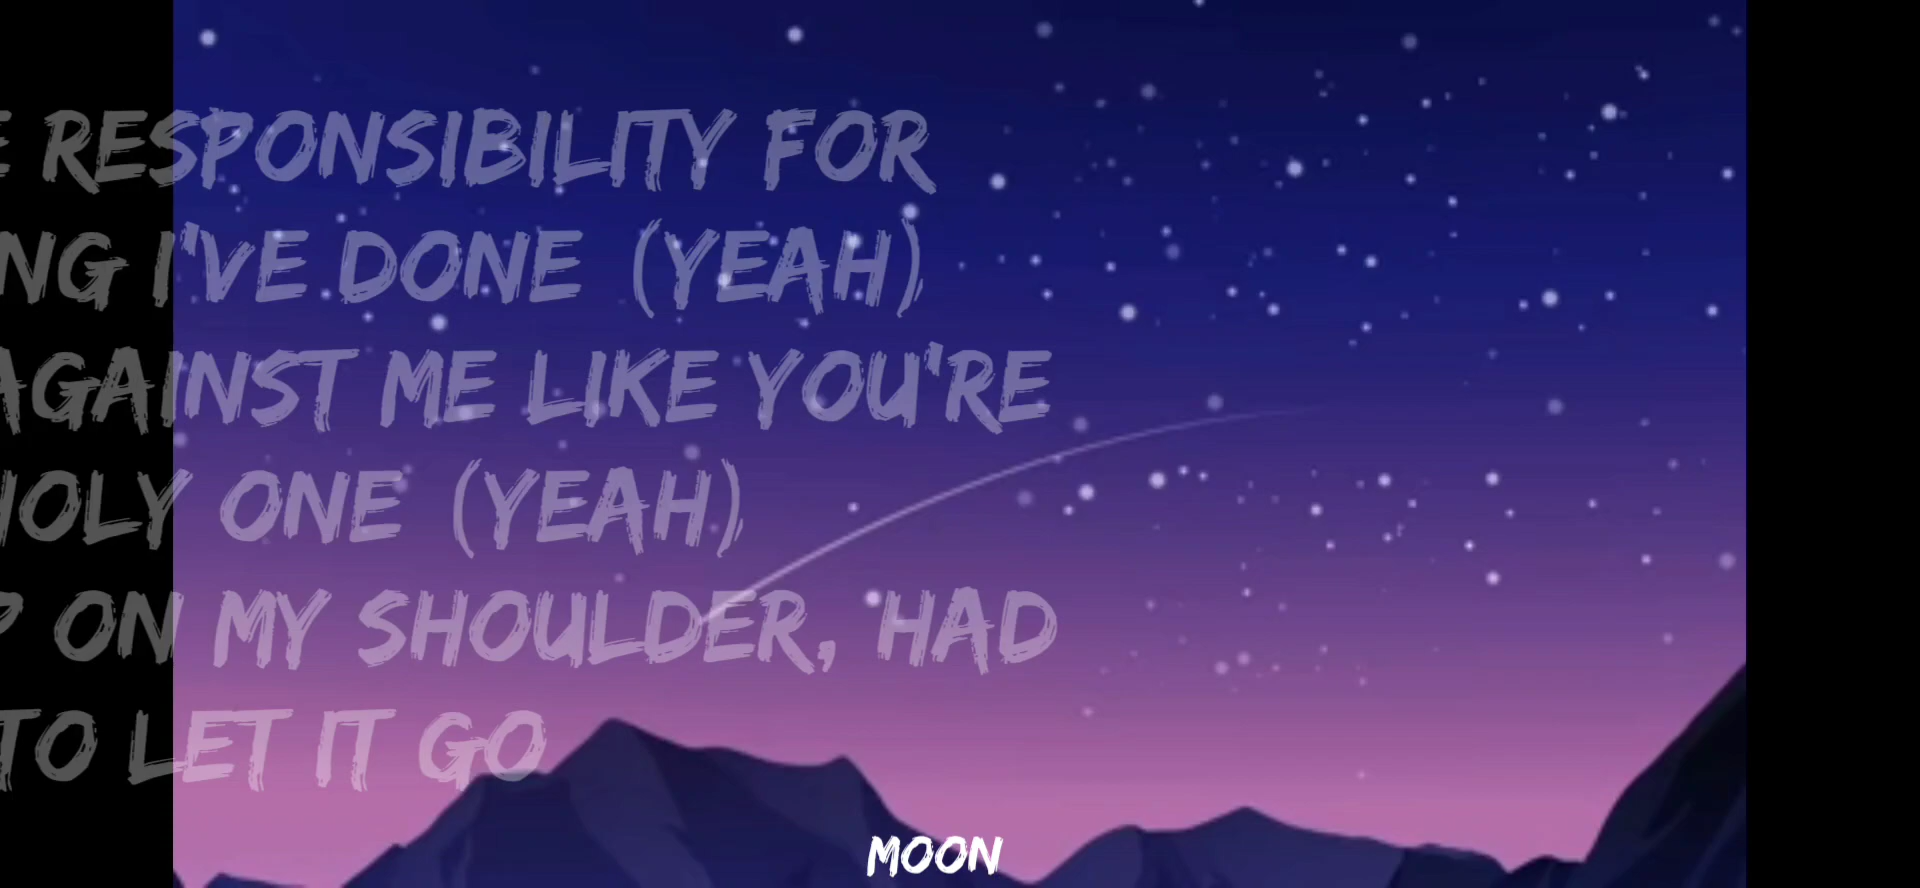 E RESPONSIBILITY FOR
NG I'VE DONE (YEAH)
AGAINST ME LIKE YOU'RE
HOLY ONE (YEAH)
P ON MY SHOULDER, HAD
TO LET IT GO
MOON